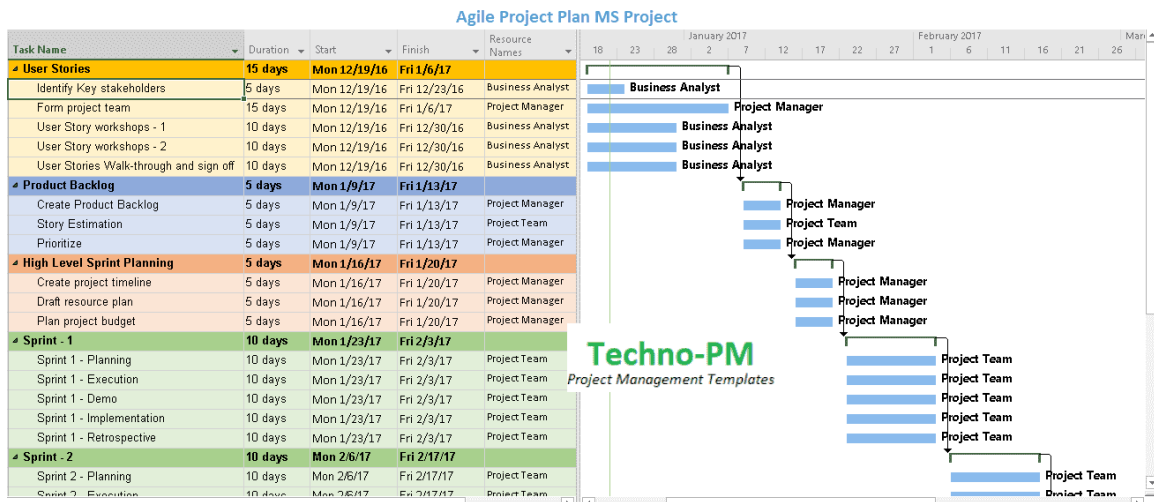 Agile Project Plan MS Project
Task Name Duration Start Finish Resource Names
January 2017 February 2017 Marc
18 23 28 2 7 12 17 22 27 1 6 11 16 21 26
User Stories 15 days Mon 12/19/16 Fri 1/6/17
Identify Key stakeholders 5 days Mon 12/19/16 Fri 12/23/16 Business Analyst Business Analyst
Form project team 15 days Mon 12/19/16 Fri 1/6/17 Project Manager Project Manager
User Story workshops - 1 10 days Mon 12/19/16 Fri 12/30/16 Business Analyst Business Analyst
User Story workshops - 2 10 days Mon 12/19/16 Fri 12/30/16 Business Analyst Business Analyst
User Stories Walk-through and sign off 10 days Mon 12/19/16 Fri 12/30/16 Business Analyst Business Analyst
Product Backlog 5 days Mon 1/9/17 Fri 1/13/17
Create Product Backlog 5 days Mon 1/9/17 Fri 1/13/17 Project Manager Project Manager
Story Estimation 5 days Mon 1/9/17 Fri 1/13/17 Project Team Project Team
Prioritize 5 days Mon 1/9/17 Fri 1/13/17 Project Manager Project Manager
High Level Sprint Planning 5 days Mon 1/16/17 Fri 1/20/17
Create project timeline 5 days Mon 1/16/17 Fri 1/20/17 Project Manager Project Manager
Draft resource plan 5 days Mon 1/16/17 Fri 1/20/17 Project Manager Project Manager
Plan project budget 5 days Mon 1/16/17 Fri 1/20/17 Project Manager Project Manager
Sprint - 1 10 days Mon 1/23/17 Fri 2/3/17
Techno-PM
Project Management Templates
Sprint 1 - Planning 10 days Mon 1/23/17 Fri 2/3/17 Project Team Project Team
Sprint 1 - Execution 10 days Mon 1/23/17 Fri 2/3/17 Project Team Project Team
Sprint 1 - Demo 10 days Mon 1/23/17 Fri 2/3/17 Project Team Project Team
Sprint 1 - Implementation 10 days Mon 1/23/17 Fri 2/3/17 Project Team Project Team
Sprint 1 - Retrospective 10 days Mon 1/23/17 Fri 2/3/17 Project Team Project Team
Sprint - 2 10 days Mon 2/6/17 Fri 2/17/17
Sprint 2 - Planning 10 days Mon 2/6/17 Fri 2/17/17 Project Team Project Team
Sprint 2 - Execution 10 days Mon 2/6/17 Fri 2/17/17 Project Team Project Team